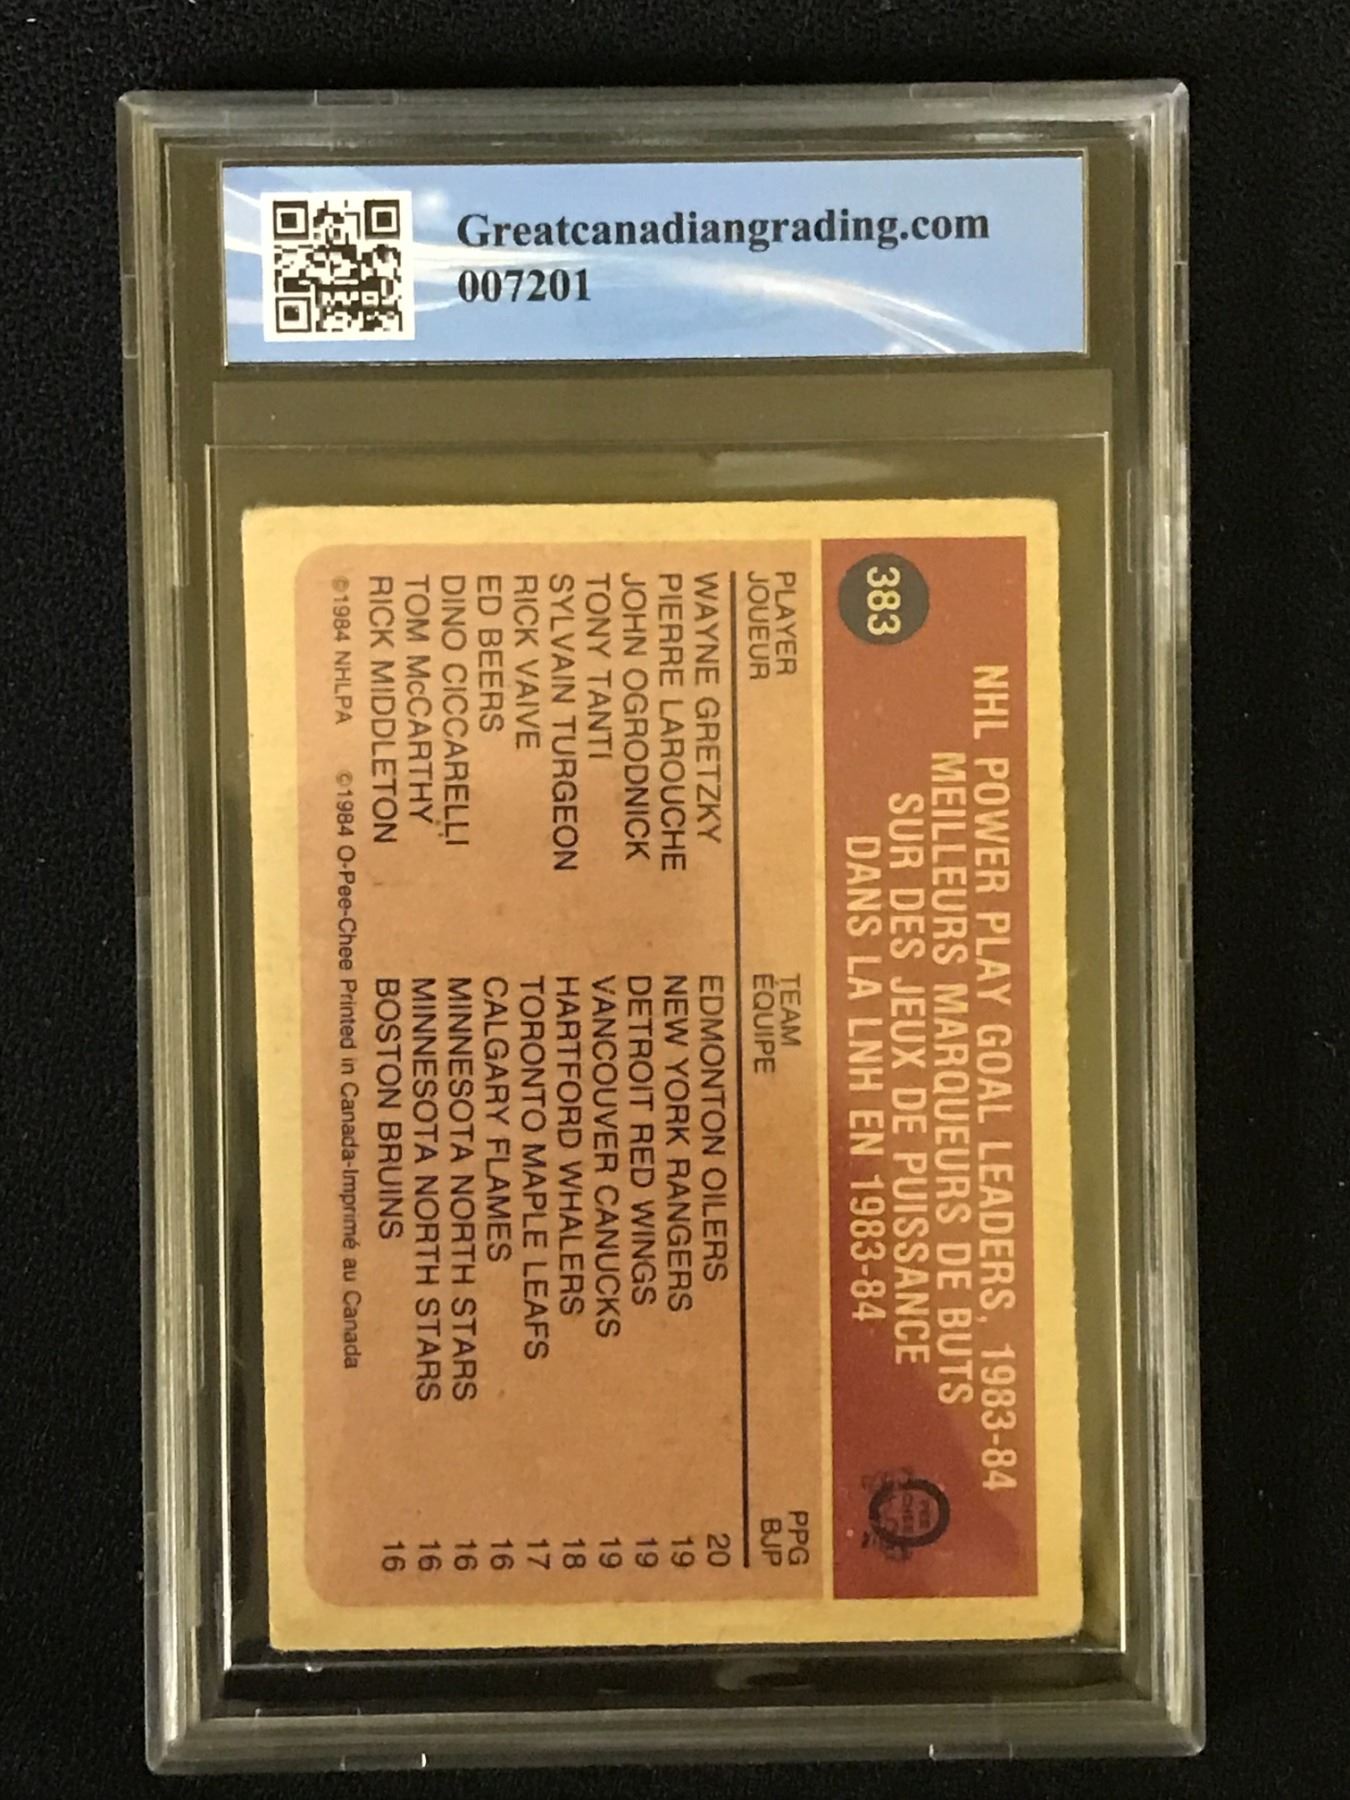 Greatcanadiangrading.com
007201
383
NHL POWER PLAY GOAL LEADERS, 1983-84
MEILLEURS MARQUEURS DE BUTS
SUR DES JEUX DE PUISSANCE
DANS LA LNH EN 1983-84
PLAYER TEAM PPG
JOUEUR ÉQUIPE BJP
WAYNE GRETZKY EDMONTON OILERS 20
PIERRE LAROUCHE NEW YORK RANGERS 19
JOHN OGRODNICK DETROIT RED WINGS 19
TONY TANTI VANCOUVER CANUCKS 19
SYLVAIN TURGEON HARTFORD WHALERS 18
RICK VAIVE TORONTO MAPLE LEAFS 17
ED BEERS CALGARY FLAMES 16
DINO CICCARELLI MINNESOTA NORTH STARS 16
TOM McCARTHY MINNESOTA NORTH STARS 16
RICK MIDDLETON BOSTON BRUINS 16
©1984 NHLPA ©1984 O-Pee-Chee Printed in Canada-Imprimé au Canada